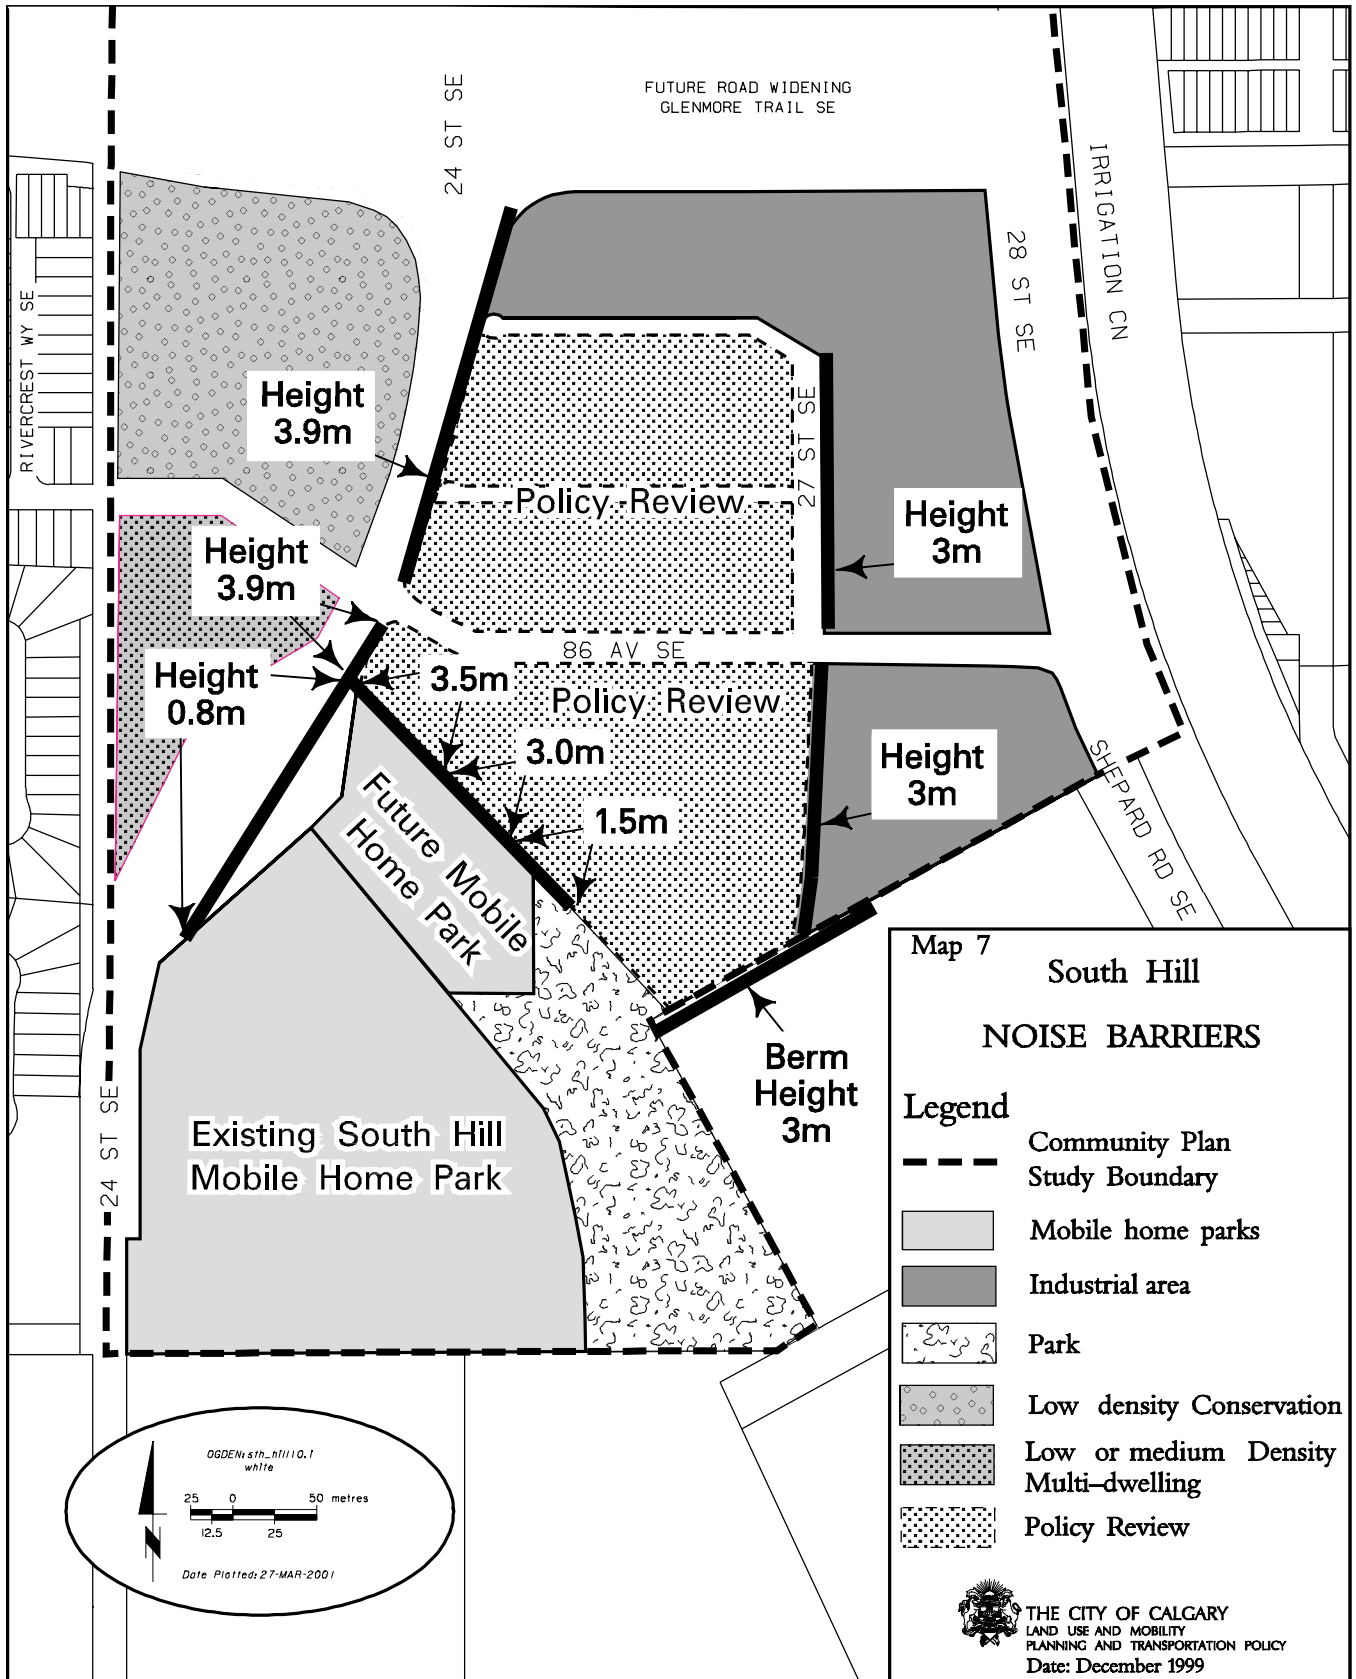 FUTURE ROAD WIDENING
GLENMORE TRAIL SE
24 ST SE
IRRIGATION CN
28 ST SE
RIVERCREST WY SE
Height
3.9m
27 ST SE
Policy Review
Height
3m
Height
3.9m
86 AV SE
Height
0.8m
3.5m
Policy Review
3.0m
Height
3m
SHEPARD RD SE
1.5m
Future Mobile
Home Park
Berm
Height
3m
24 ST SE
Existing South Hill
Mobile Home Park
Map 7
South Hill
NOISE BARRIERS
Legend
Community Plan
Study Boundary
Mobile home parks
Industrial area
Park
Low density Conservation
Low or medium Density
Multi-dwelling
Policy Review
OGDEN:sth_hill10.1
white
25 0 50 metres
12.5 25
Date Plotted:27-MAR-2001
THE CITY OF CALGARY
LAND USE AND MOBILITY
PLANNING AND TRANSPORTATION POLICY
Date: December 1999